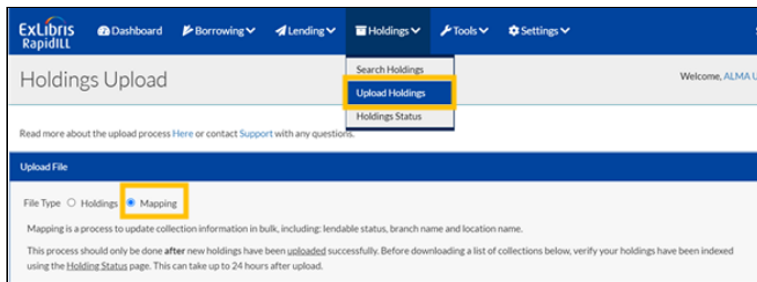 ExLibris Dashboard Borrowing Lending Holdings Tools Settings
RapidILL
Search Holdings
Holdings Upload
Welcome, ALMA U
Upload Holdings
Holdings Status
Read more about the upload process Here or contact Support with any questions.
Upload File
File Type Holdings Mapping
Mapping is a process to update collection information in bulk, including: lendable status, branch name and location name.
This process should only be done after new holdings have been uploaded successfully. Before downloading a list of collections below, verify your holdings have been indexed
using the Holding Status page. This can take up to 24 hours after upload.